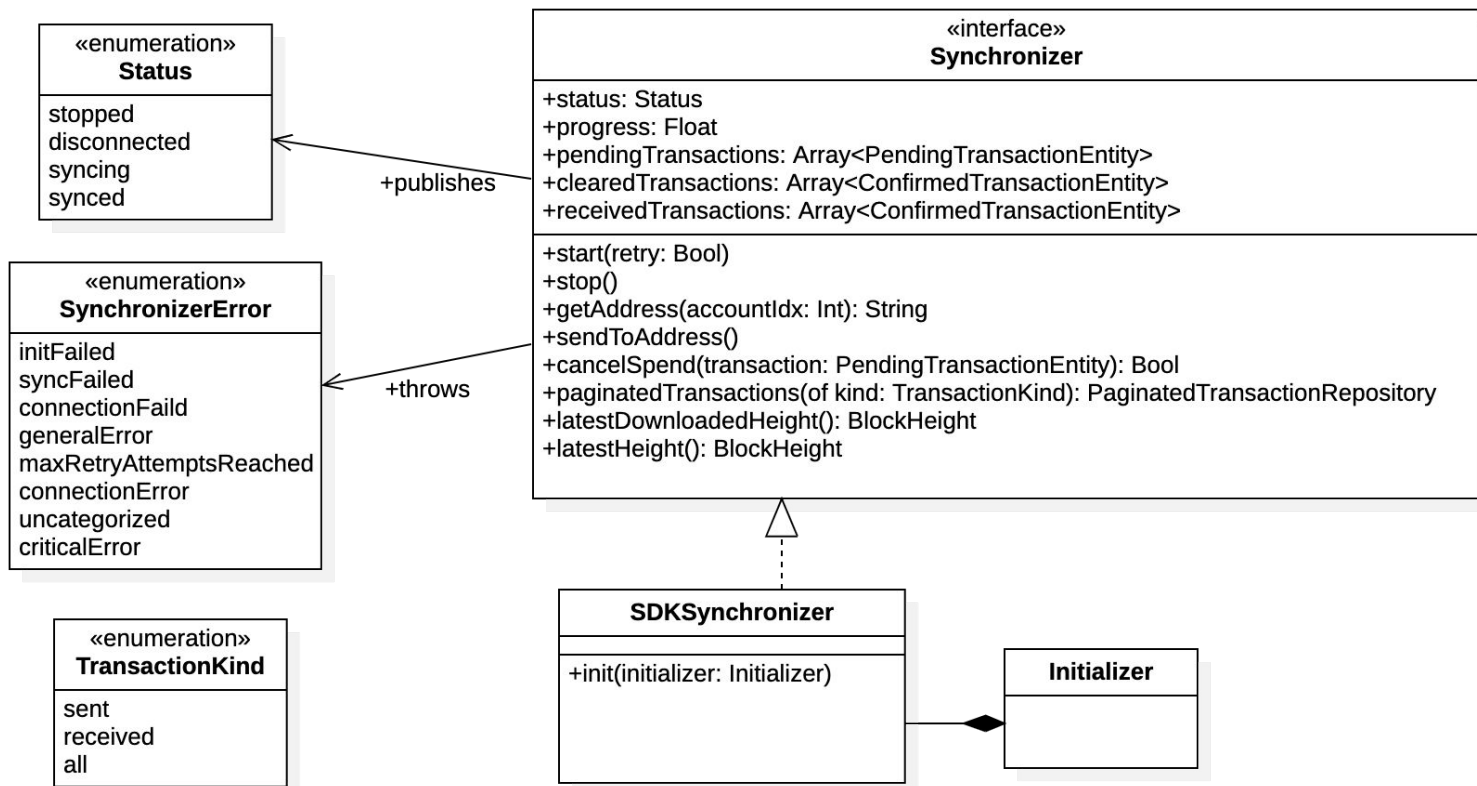 «enumeration»
Status
stopped
disconnected
syncing
synced
«interface»
Synchronizer
+status: Status
+progress: Float
+pendingTransactions: Array<PendingTransactionEntity>
+clearedTransactions: Array<ConfirmedTransactionEntity>
+receivedTransactions: Array<ConfirmedTransactionEntity>
+start(retry: Bool)
+stop()
+getAddress(accountIdx: Int): String
+sendToAddress()
+cancelSpend(transaction: PendingTransactionEntity): Bool
+paginatedTransactions(of kind: TransactionKind): PaginatedTransactionRepository
+latestDownloadedHeight(): BlockHeight
+latestHeight(): BlockHeight
+publishes
+throws
«enumeration»
SynchronizerError
initFailed
syncFailed
connectionFaild
generalError
maxRetryAttemptsReached
connectionError
uncategorized
criticalError
«enumeration»
TransactionKind
sent
received
all
SDKSynchronizer
+init(initializer: Initializer)
Initializer